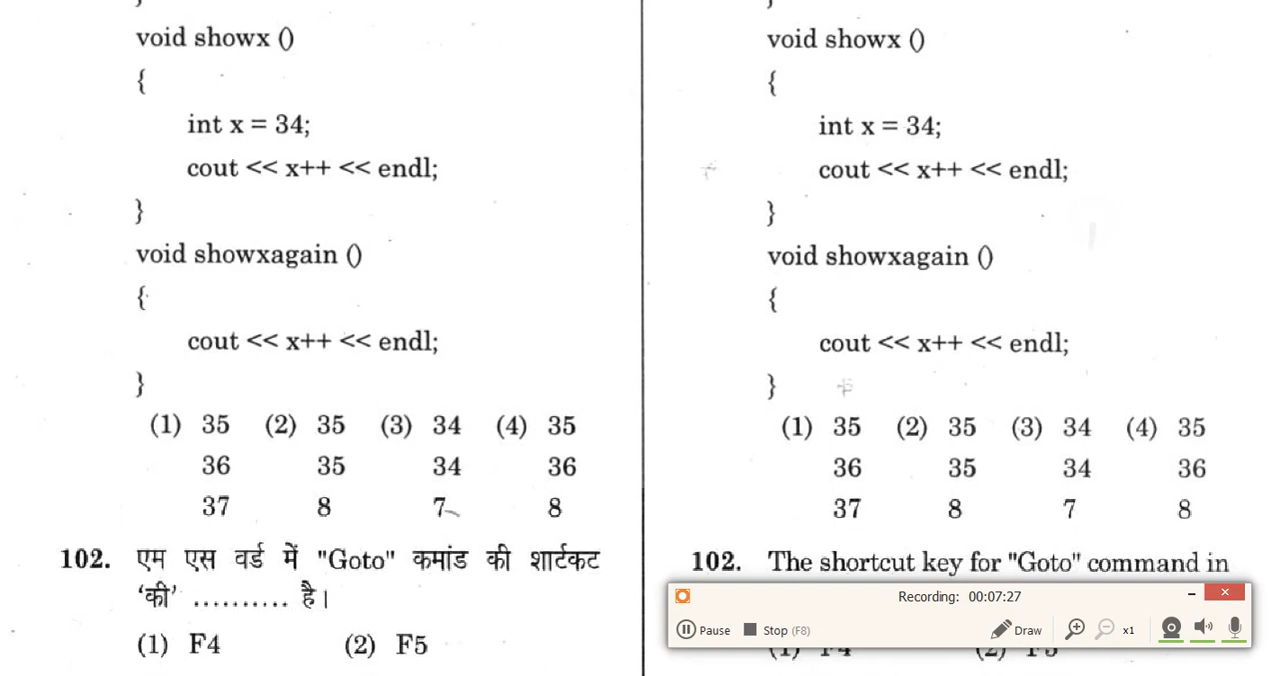 void showx ()
{
int x = 34;
cout << x++ << endl;
}
void showxagain ()
{
cout << x++ << endl;
}
(1) 35 (2) 35 (3) 34 (4) 35
36 35 34 36
37 8 7 8
102. एम एस वर्ड में "Goto" कमांड की शार्टकट
‘की’ .......... है।
(1) F4 (2) F5
void showx ()
{
int x = 34;
cout << x++ << endl;
}
void showxagain ()
{
cout << x++ << endl;
}
(1) 35 (2) 35 (3) 34 (4) 35
36 35 34 36
37 8 7 8
102. The shortcut key for "Goto" command in
Recording: 00:07:27
Pause Stop (F8) Draw x1
(1) F4 (2) F5